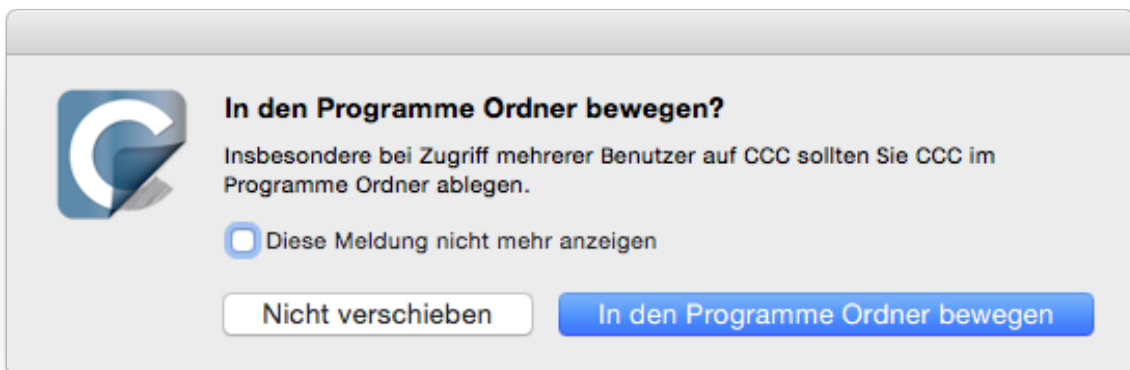 In den Programme Ordner bewegen?
Insbesondere bei Zugriff mehrerer Benutzer auf CCC sollten Sie CCC im
Programme Ordner ablegen.
Diese Meldung nicht mehr anzeigen
Nicht verschieben
In den Programme Ordner bewegen